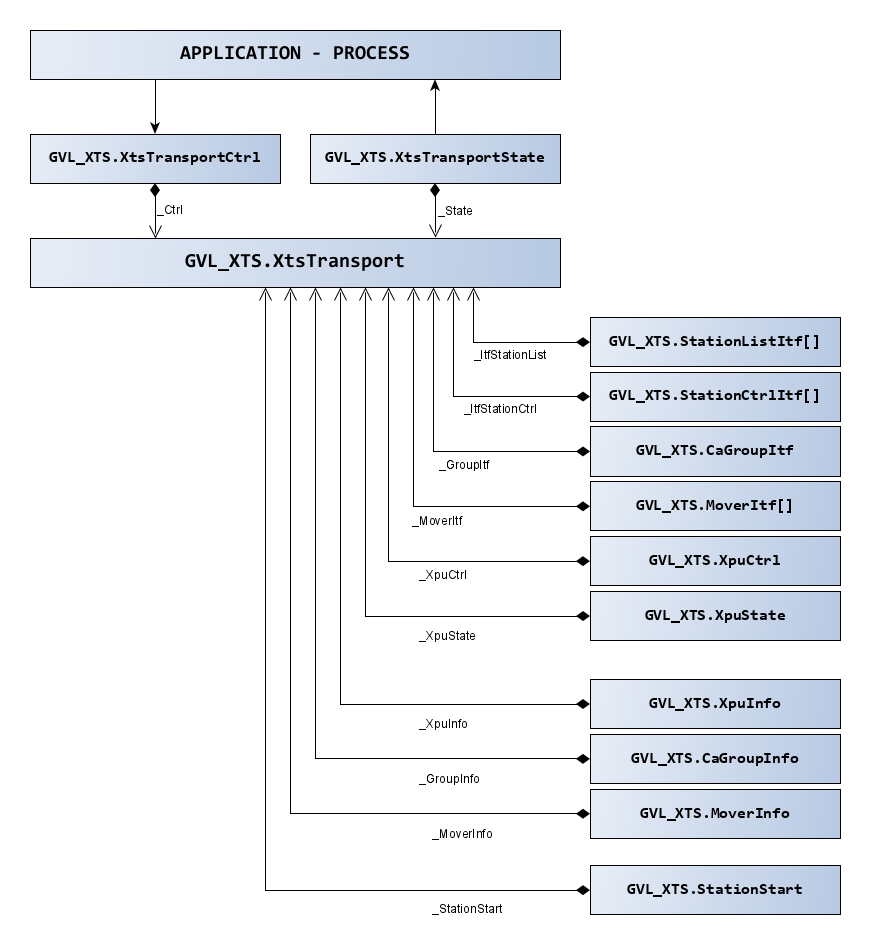 APPLICATION - PROCESS
GVL_XTS.XtsTransportCtrl
GVL_XTS.XtsTransportState
_Ctrl
_State
GVL_XTS.XtsTransport
GVL_XTS.StationListItf[]
_ItfStationList
GVL_XTS.StationCtrlItf[]
_ItfStationCtrl
GVL_XTS.CaGroupItf
_GroupItf
GVL_XTS.MoverItf[]
_MoverItf
GVL_XTS.XpuCtrl
_XpuCtrl
GVL_XTS.XpuState
_XpuState
GVL_XTS.XpuInfo
_XpuInfo
GVL_XTS.CaGroupInfo
_GroupInfo
GVL_XTS.MoverInfo
_MoverInfo
GVL_XTS.StationStart
_StationStart